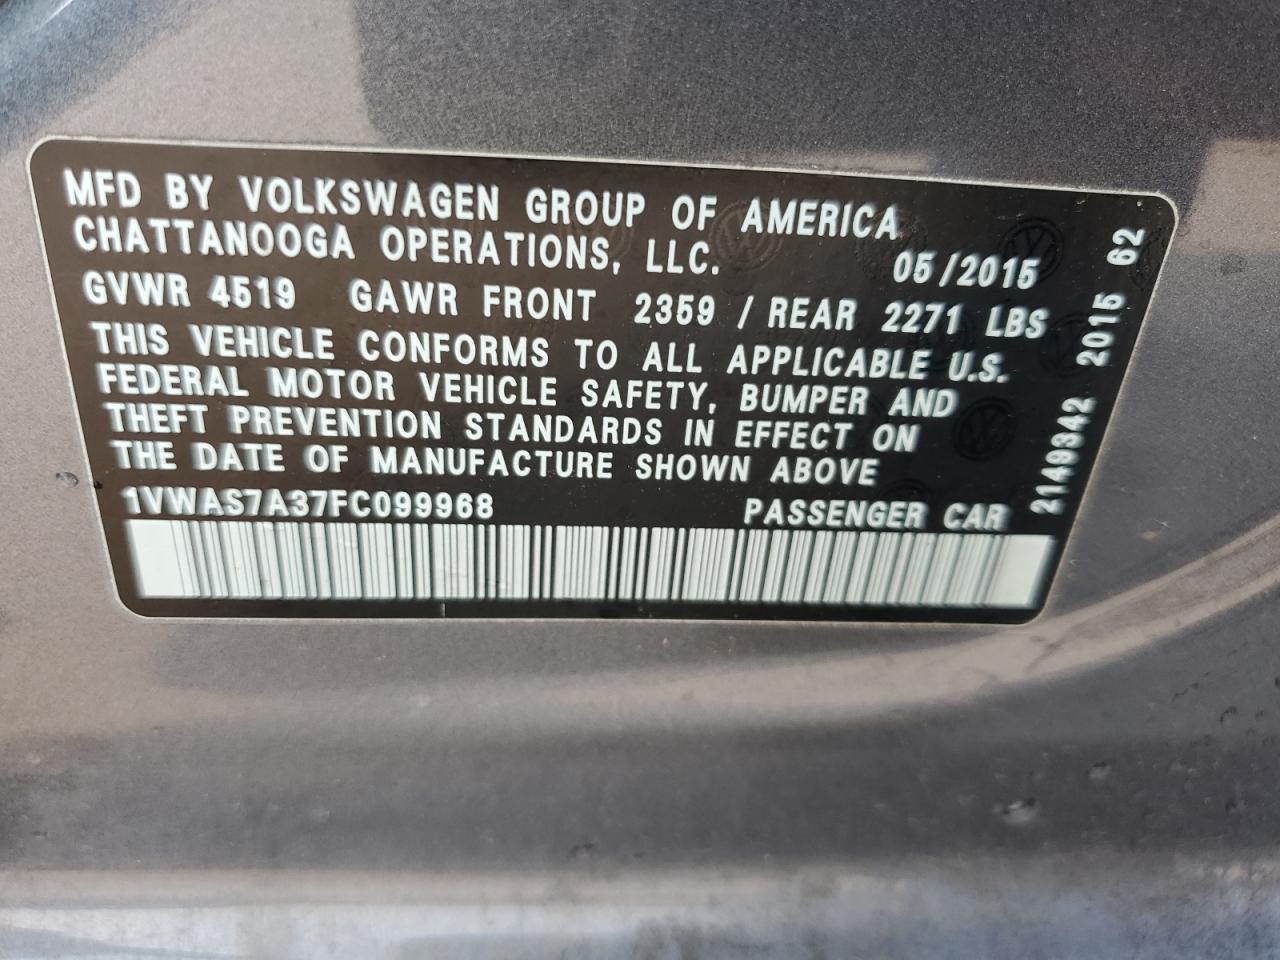 MFD BY VOLKSWAGEN GROUP OF AMERICA
CHATTANOOGA OPERATIONS, LLC. 05/2015
GVWR 4519 GAWR FRONT 2359 / REAR 2271 LBS
THIS VEHICLE CONFORMS TO ALL APPLICABLE U.S.
FEDERAL MOTOR VEHICLE SAFETY, BUMPER AND
THEFT PREVENTION STANDARDS IN EFFECT ON
THE DATE OF MANUFACTURE SHOWN ABOVE
1VWAS7A37FC099968 PASSENGER CAR
2149342 2015 62